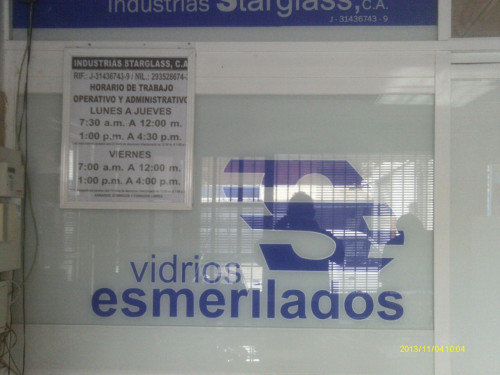 Industrias Starglass, C.A.
J - 31436743 - 9
INDUSTRIAS STARGLASS, C.A
RIF.: J-31436743-9 NIL.: 293528674-
HORARIO DE TRABAJO
OPERATIVO Y ADMINISTRATIVO
LUNES A JUEVES
7:30 a.m. A 12:00 m.
1:00 p.m. A 4:30 p.m.
VIERNES
7:00 a.m. A 12:00 m.
1:00 p.m. A 4:00 p.m.
vidrios
esmerilados
2013/11/04 10:04